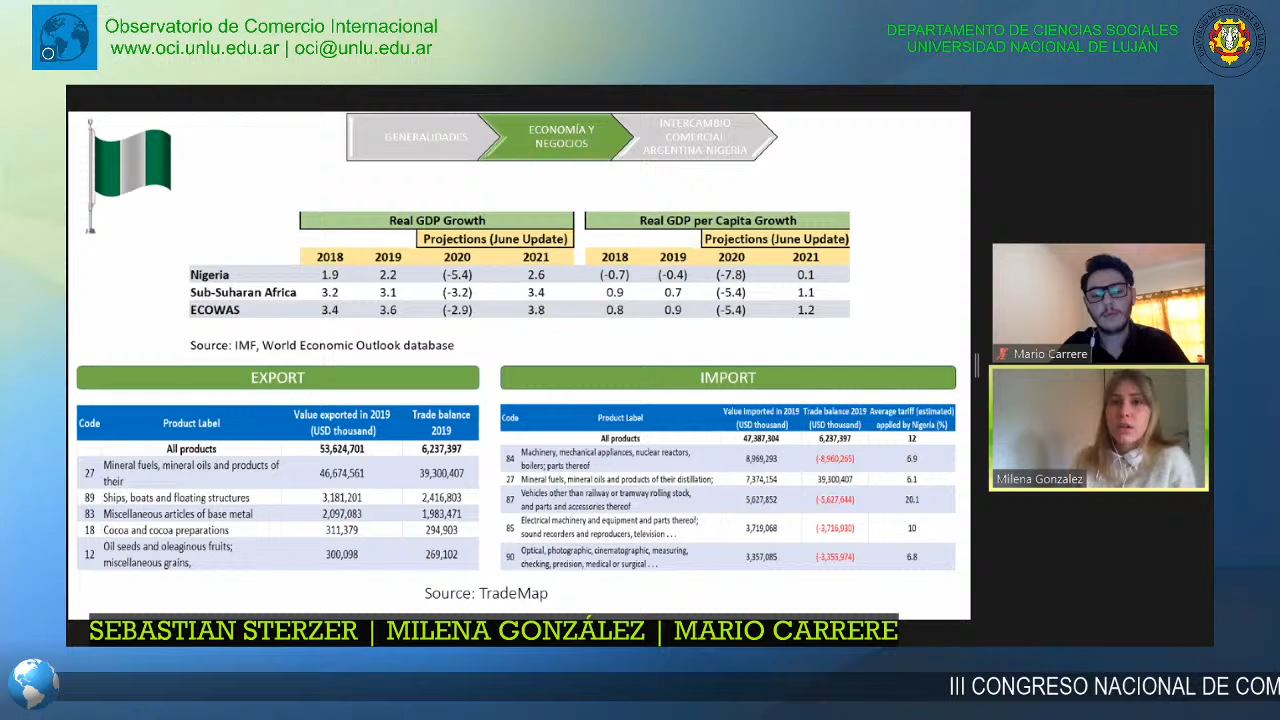 Observatorio de Comercio Internacional
www.oci.unlu.edu.ar | oci@unlu.edu.ar
DEPARTAMENTO DE CIENCIAS SOCIALES
UNIVERSIDAD NACIONAL DE LUJÁN
GENERALIDADES
ECONOMÍA Y
NEGOCIOS
INTERCAMBIO
COMERCIAL
ARGENTINA-NIGERIA
Real GDP Growth Real GDP per Capita Growth
Projections (June Update) Projections (June Update)
2018 2019 2020 2021 2018 2019 2020 2021
Nigeria 1.9 2.2 (-5.4) 2.6 (-0.7) (-0.4) (-7.8) 0.1
Sub-Suharan Africa 3.2 3.1 (-3.2) 3.4 0.9 0.7 (-5.4) 1.1
ECOWAS 3.4 3.6 (-2.9) 3.8 0.8 0.9 (-5.4) 1.2
Source: IMF, World Economic Outlook database
EXPORT
Code Product Label Value exported in 2019 (USD thousand) Trade balance 2019
All products 53,624,701 6,237,397
27 Mineral fuels, mineral oils and products of their 46,674,561 39,300,407
89 Ships, boats and floating structures 3,181,201 2,416,803
83 Miscellaneous articles of base metal 2,097,083 1,983,471
18 Cocoa and cocoa preparations 311,379 294,903
12 Oil seeds and oleaginous fruits; miscellaneous grains, 300,098 269,102
IMPORT
Code Product Label Value imported in 2019 (USD thousand) Trade balance 2019 (USD thousand) Average tariff (estimated) applied by Nigeria (%)
All products 47,387,304 6,237,397 12
84 Machinery, mechanical appliances, nuclear reactors, boilers; parts thereof 8,969,293 (-8,960,265) 6.9
27 Mineral fuels, mineral oils and products of their distillation; 7,374,154 39,300,407 6.1
87 Vehicles other than railway or tramway rolling stock, and parts and accessories thereof 5,627,852 (-5,627,644) 20.1
85 Electrical machinery and equipment and parts thereof; sound recorders and reproducers, television . . . 3,719,068 (-3,716,930) 10
90 Optical, photographic, cinematographic, measuring, checking, precision, medical or surgical . . . 3,357,085 (-3,355,974) 6.8
Source: TradeMap
Mario Carrere
Milena Gonzalez
SEBASTIAN STERZER | MILENA GONZÁLEZ | MARIO CARRERE
III CONGRESO NACIONAL DE COM